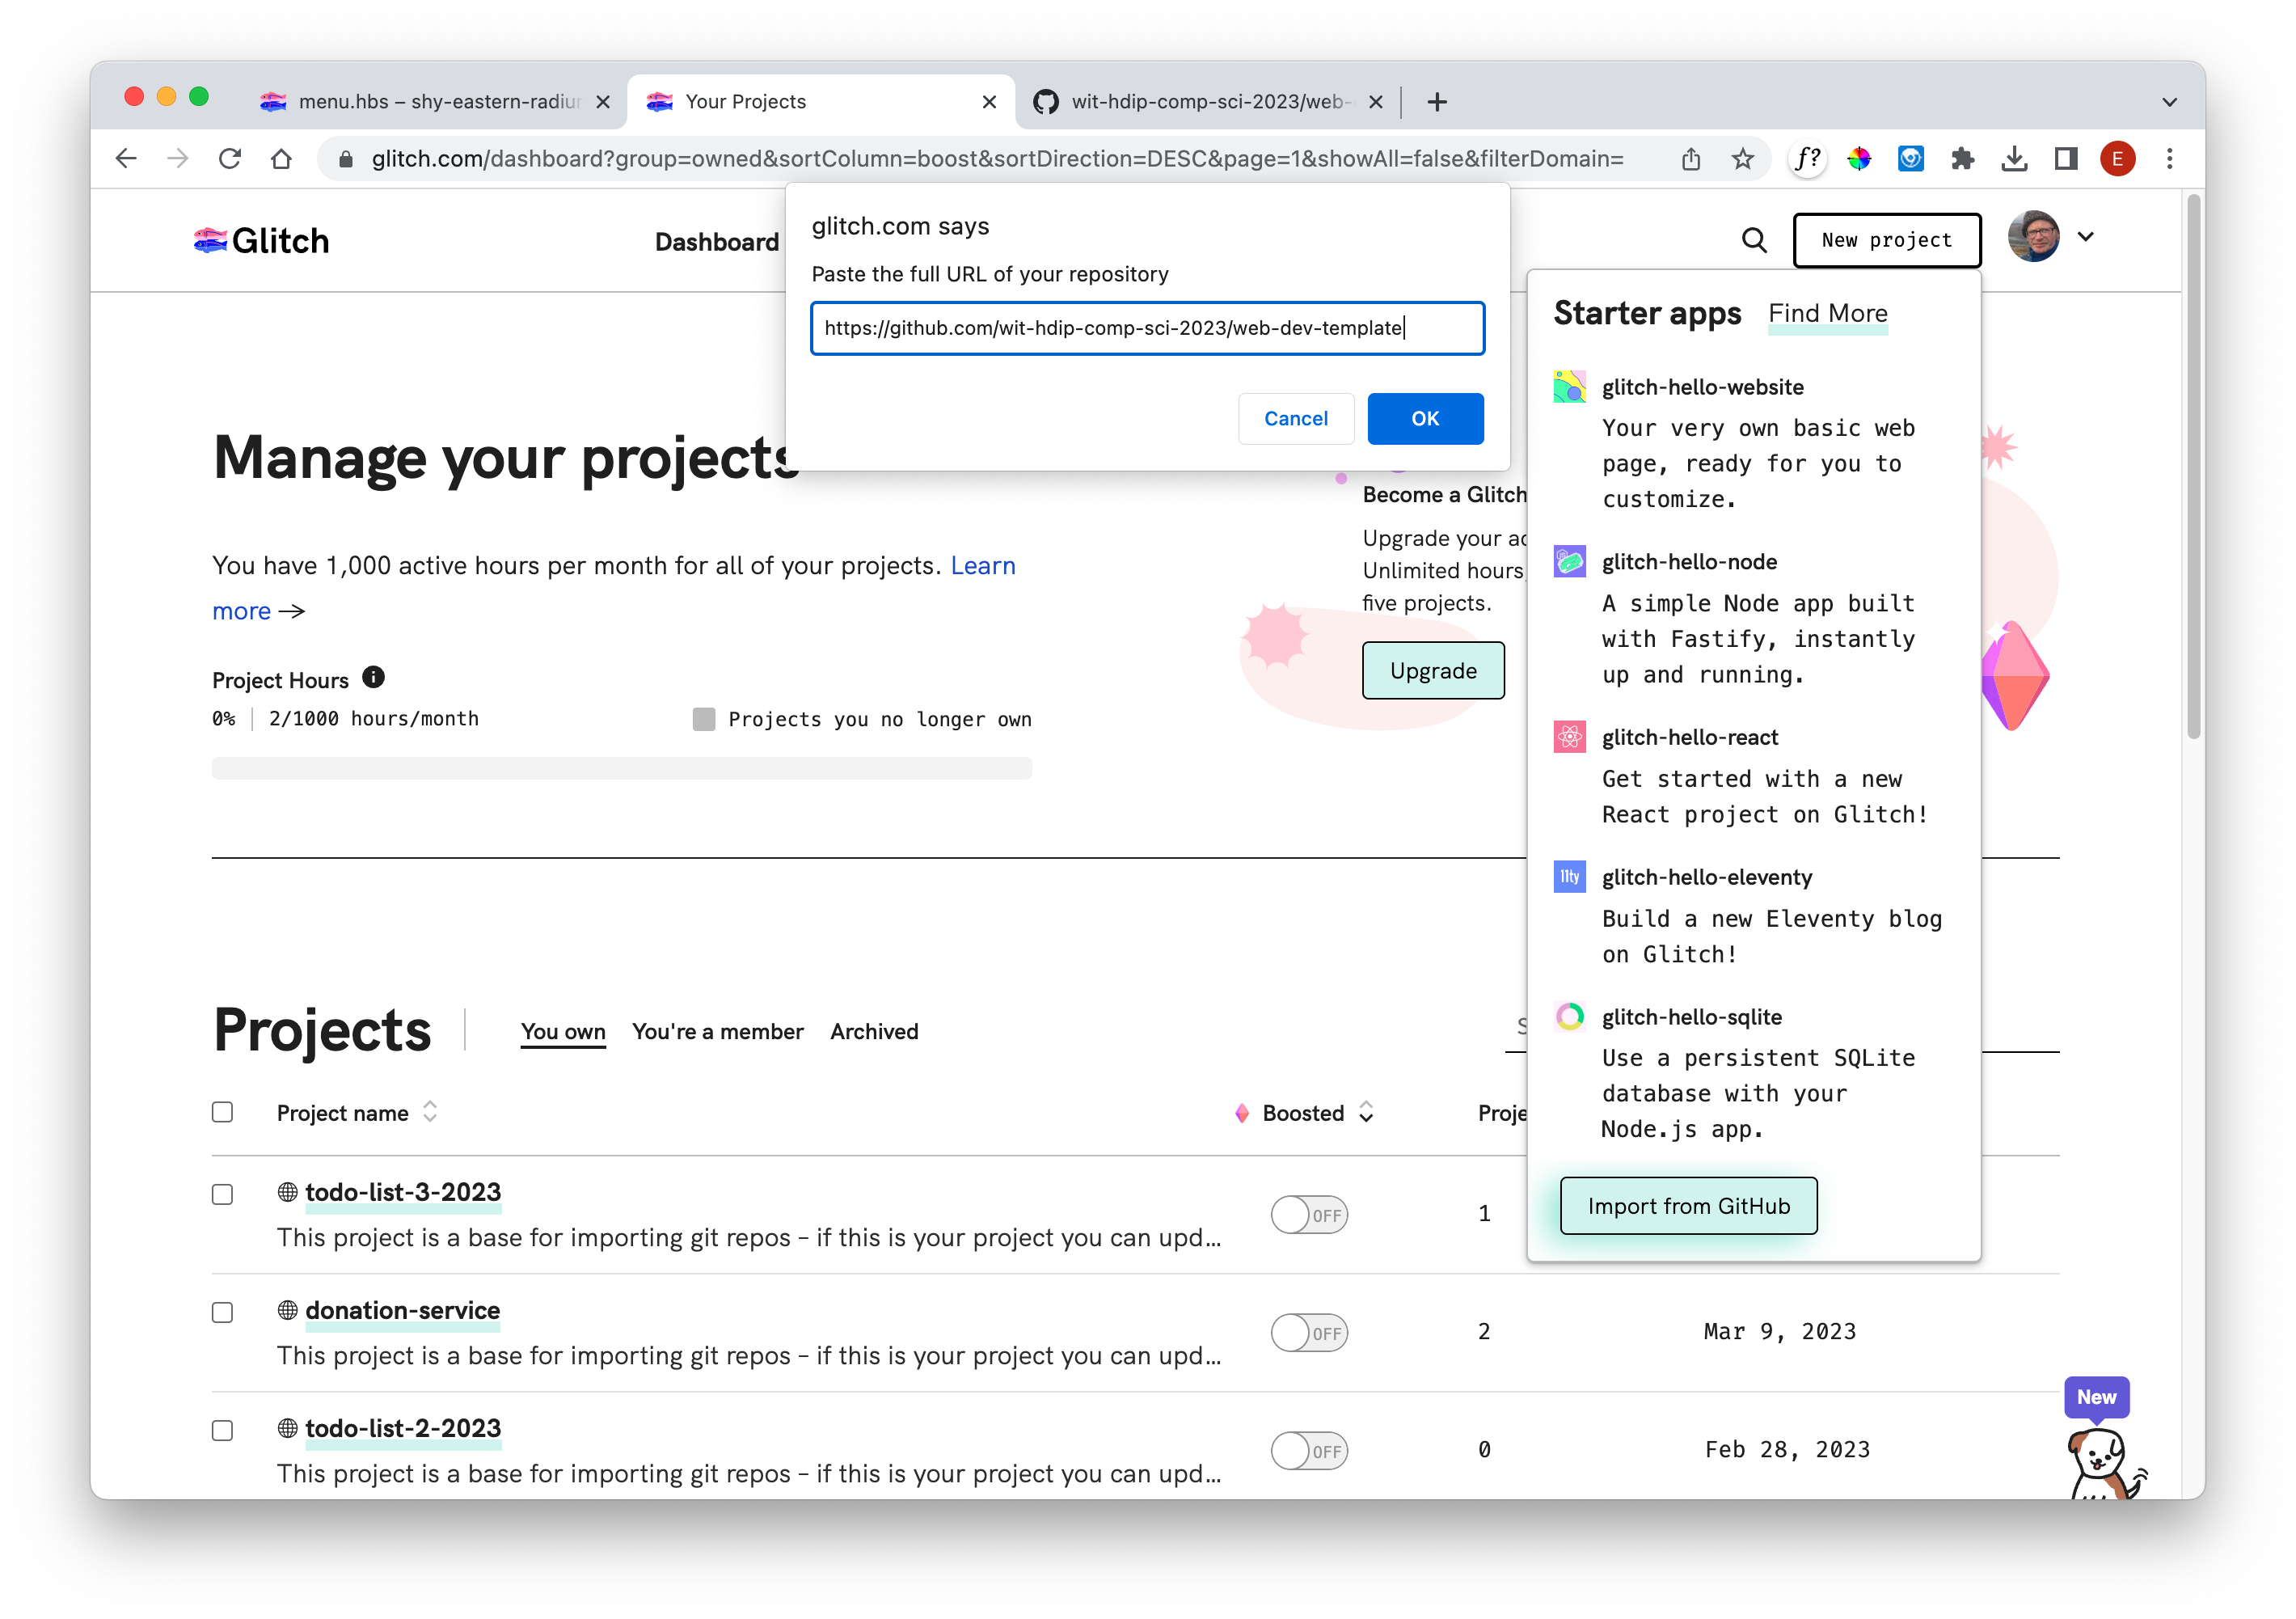 menu.hbs – shy-eastern-radiu
Your Projects
wit-hdip-comp-sci-2023/web-
glitch.com/dashboard?group=owned&sortColumn=boost&sortDirection=DESC&page=1&showAll=false&filterDomain=
f?
E
Glitch
Dashboard
New project
glitch.com says
Paste the full URL of your repository
https://github.com/wit-hdip-comp-sci-2023/web-dev-template
Cancel
OK
Manage your projects
You have 1,000 active hours per month for all of your projects. Learn
more →
Project Hours
0% 2/1000 hours/month
Projects you no longer own
Become a Glitch
Upgrade your ac
Unlimited hours,
five projects.
Upgrade
Starter apps Find More
glitch-hello-website
Your very own basic web
page, ready for you to
customize.
glitch-hello-node
A simple Node app built
with Fastify, instantly
up and running.
glitch-hello-react
Get started with a new
React project on Glitch!
11ty
glitch-hello-eleventy
Build a new Eleventy blog
on Glitch!
glitch-hello-sqlite
Use a persistent SQLite
database with your
Node.js app.
Import from GitHub
Projects
You own You're a member Archived
S
Project name
Boosted
Proje
todo-list-3-2023
This project is a base for importing git repos – if this is your project you can upd...
OFF
1
donation-service
This project is a base for importing git repos – if this is your project you can upd...
OFF
2
Mar 9, 2023
todo-list-2-2023
This project is a base for importing git repos – if this is your project you can upd...
OFF
0
Feb 28, 2023
New